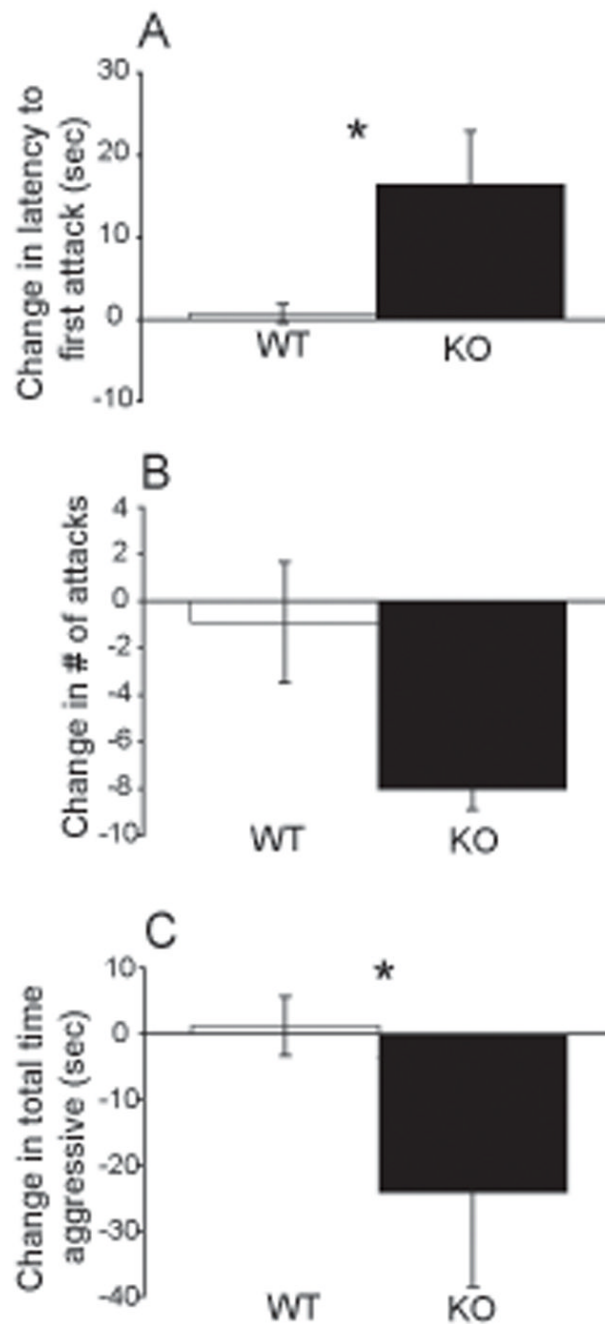 A
Change in latency to
first attack (sec)
30
20
10
0
-10
*
WT
KO
B
Change in # of attacks
4
2
0
-2
-4
-6
-8
-10
WT
KO
C
Change in total time
aggressive (sec)
10
0
-10
-20
-30
-40
*
WT
KO